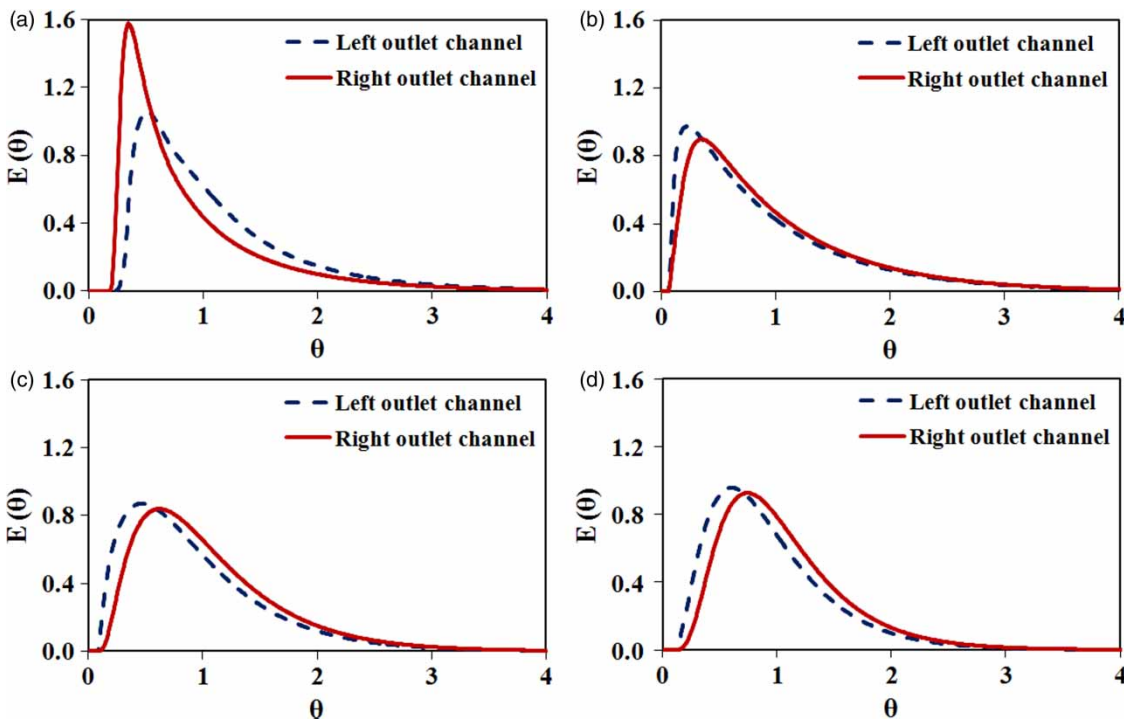 (a)
1.6
1.2
0.8
0.4
0.0
E (θ)
0 1 2 3 4
θ
Left outlet channel
Right outlet channel
(b)
1.6
1.2
0.8
0.4
0.0
E (θ)
0 1 2 3 4
θ
Left outlet channel
Right outlet channel
(c)
1.6
1.2
0.8
0.4
0.0
E (θ)
0 1 2 3 4
θ
Left outlet channel
Right outlet channel
(d)
1.6
1.2
0.8
0.4
0.0
E (θ)
0 1 2 3 4
θ
Left outlet channel
Right outlet channel